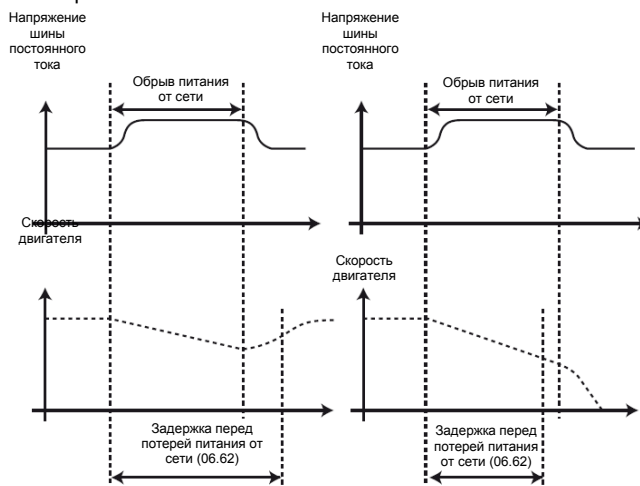 Напряжение
шины
постоянного
тока
Обрыв питания
от сети
Скорость
двигателя
Задержка перед
потерей питания от
сети (06.62)
Напряжение
шины
постоянного
тока
Обрыв питания
от сети
Скорость
двигателя
Задержка перед
потерей питания
от сети (06.62)